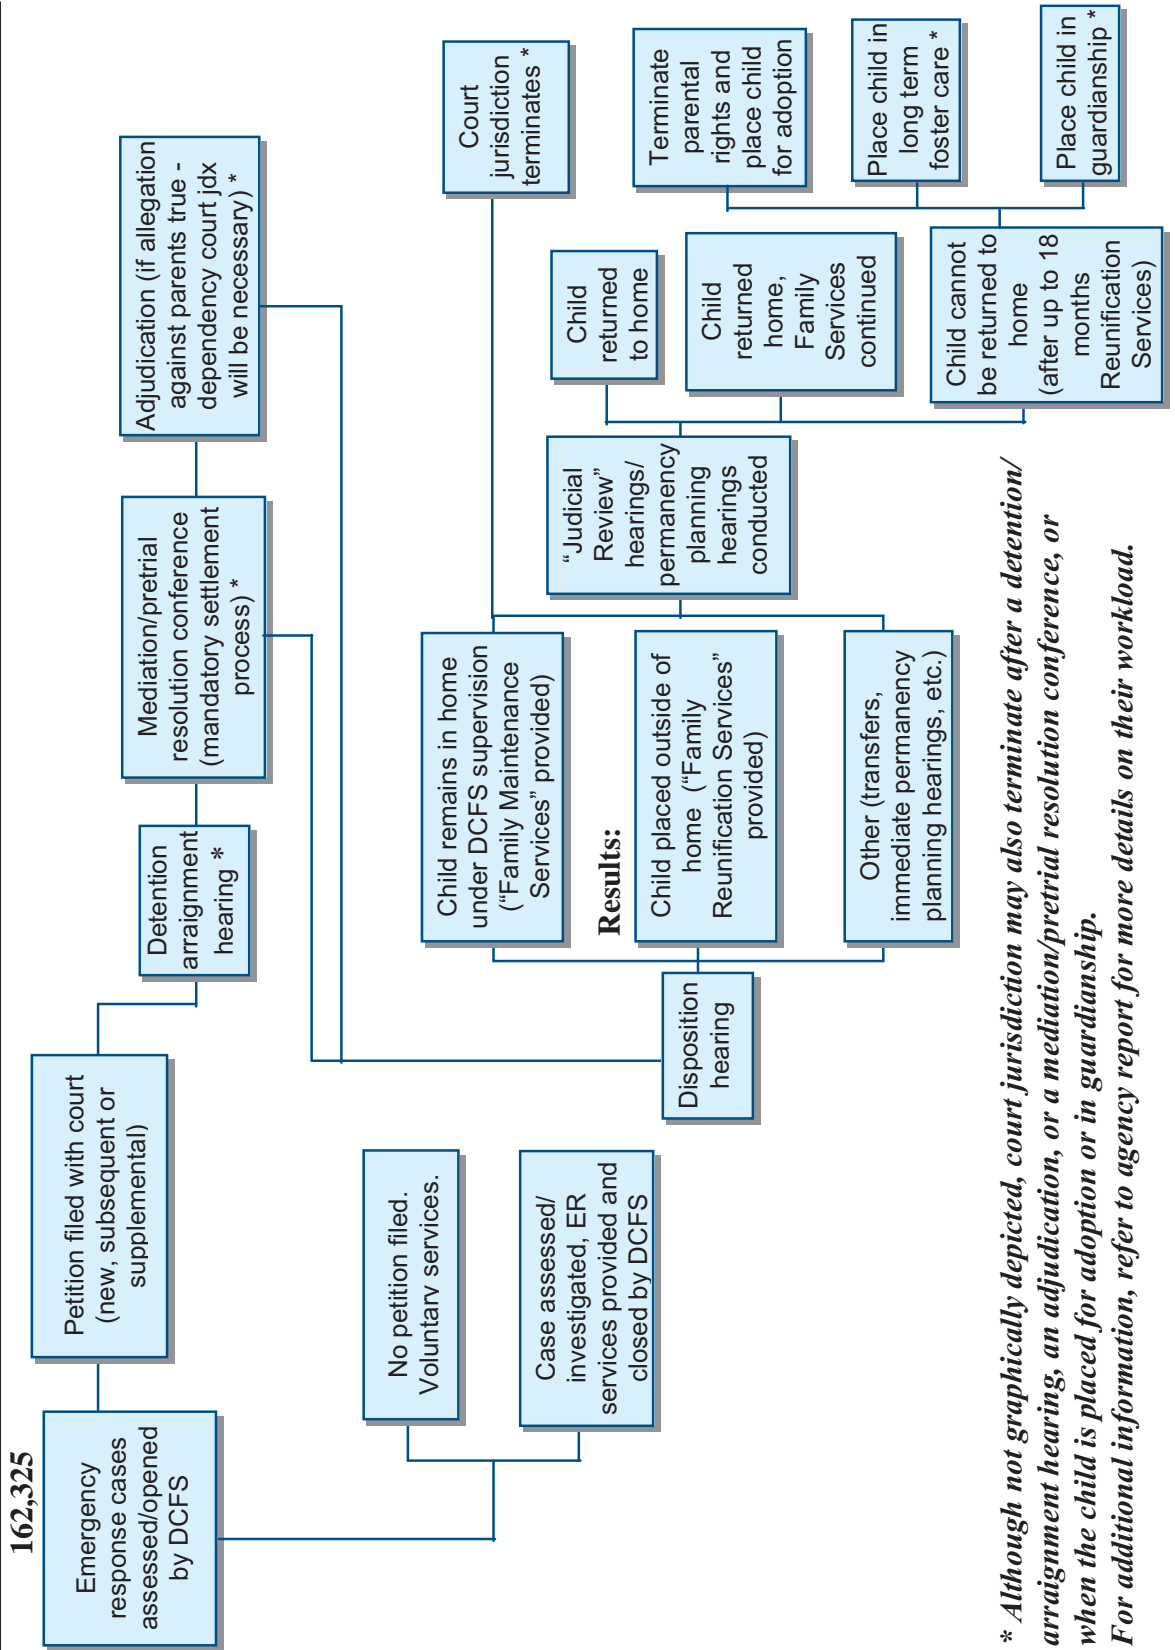 162,325
Emergency
response cases
assessed/opened
by DCFS
Petition filed with court
(new, subsequent or
supplemental)
Detention
arraignment
hearing *
Mediation/pretrial
resolution conference
(mandatory settlement
process) *
Adjudication (if allegation
against parents true -
dependency court jdx
will be necessary) *
No petition filed.
Voluntary services.
Case assessed/
investigated, ER
services provided and
closed by DCFS
Disposition
hearing
Results:
Child remains in home
under DCFS supervision
(“Family Maintenance
Services” provided)
Child placed outside of
home (“Family
Reunification Services”
provided)
Other (transfers,
immediate permanency
planning hearings, etc.)
Court
jurisdiction
terminates *
“Judicial
Review”
hearings/
permanency
planning
hearings
conducted
Child
returned
to home
Child
returned
home,
Family
Services
continued
Child cannot
be returned to
home
(after up to 18
months
Reunification
Services)
Terminate
parental
rights and
place child
for adoption
Place child in
long term
foster care *
Place child in
guardianship *
* Although not graphically depicted, court jurisdiction may also terminate after a detention/
arraignment hearing, an adjudication, or a mediation/pretrial resolution conference, or
when the child is placed for adoption or in guardianship.
For additional information, refer to agency report for more details on their workload.